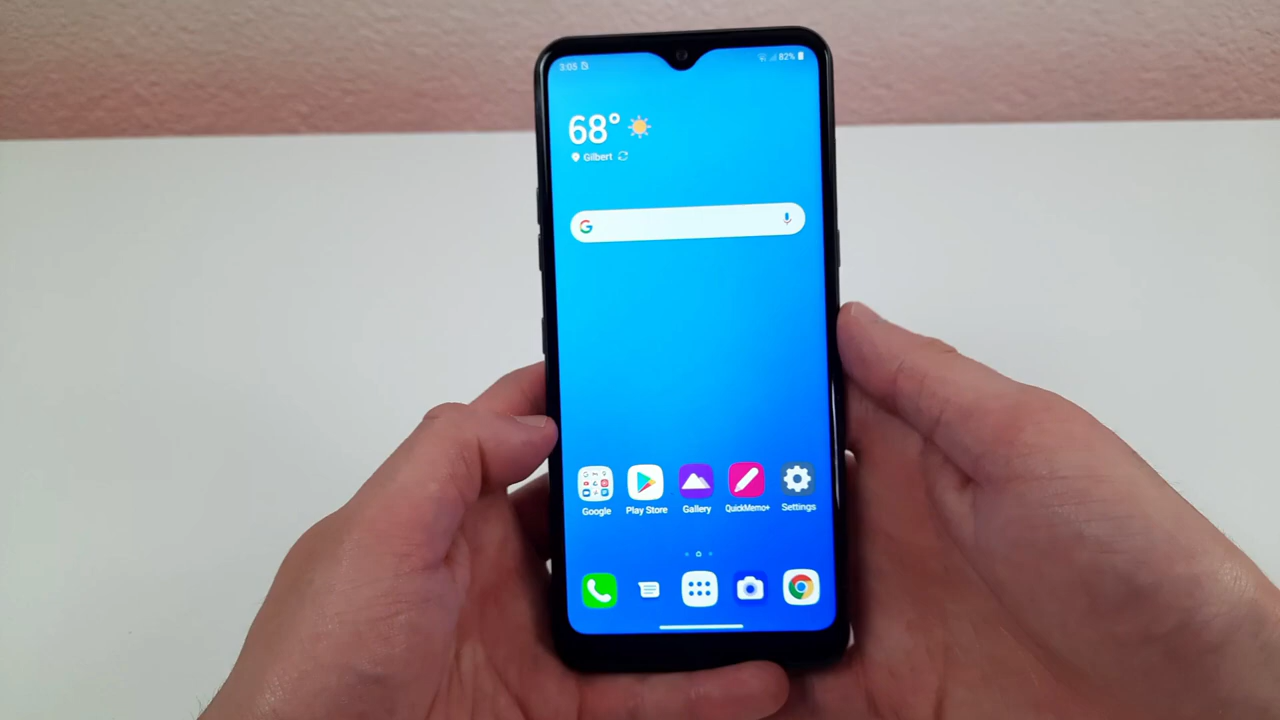 3:05
82%
68°
Gilbert
G
Google
Play Store
Gallery
QuickMemo+
Settings